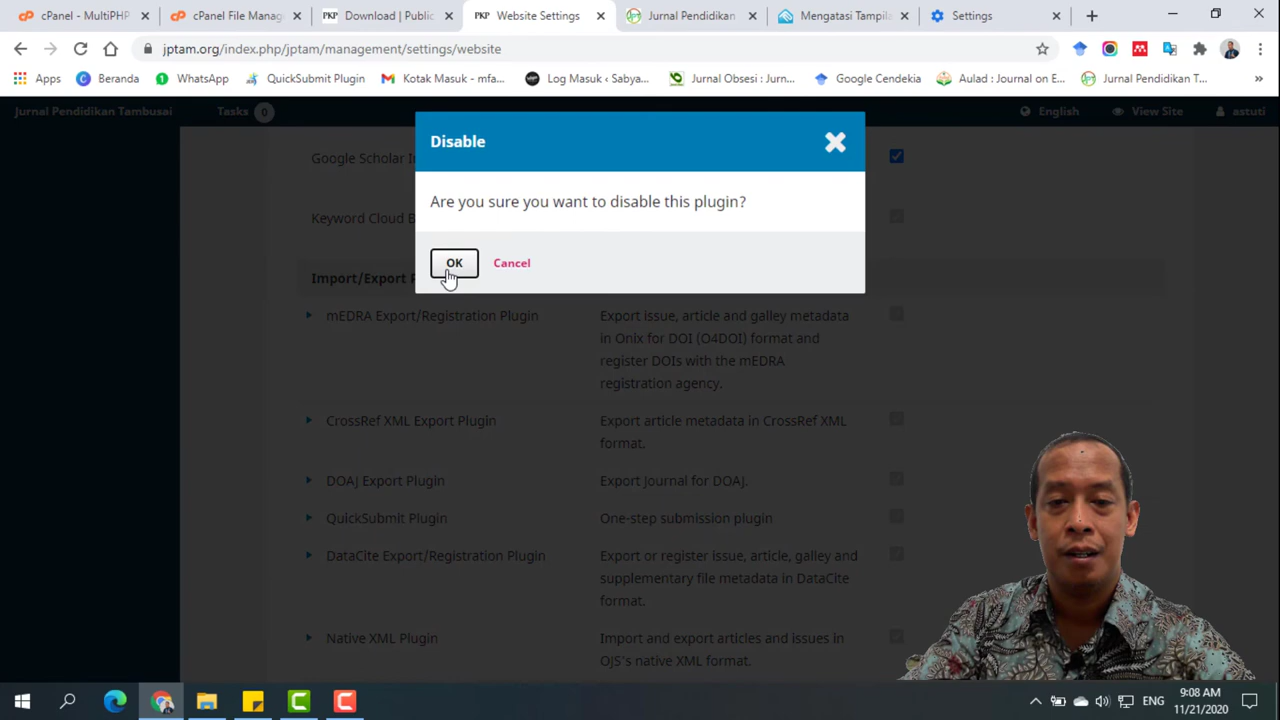 cPanel - MultiPHP
cPanel File Manag
PKP Download | Public
PKP Website Settings
Jurnal Pendidikan
Mengatasi Tampila
Settings
jptam.org/index.php/jptam/management/settings/website
Apps
Beranda
WhatsApp
QuickSubmit Plugin
Kotak Masuk - mfa...
Log Masuk ‹ Sabya...
Jurnal Obsesi : Jurn...
Google Cendekia
Aulad : Journal on E...
Jurnal Pendidikan T...
»
Jurnal Pendidikan Tambusai
Tasks 0
English
View Site
astuti
Disable
Are you sure you want to disable this plugin?
OK
Cancel
Google Scholar In
Keyword Cloud B
Import/Export P
mEDRA Export/Registration Plugin
Export issue, article and galley metadata
in Onix for DOI (O4DOI) format and
register DOIs with the mEDRA
registration agency.
CrossRef XML Export Plugin
Export article metadata in CrossRef XML
format.
DOAJ Export Plugin
Export Journal for DOAJ.
QuickSubmit Plugin
One-step submission plugin
DataCite Export/Registration Plugin
Export or register issue, article, galley and
supplementary file metadata in DataCite
format.
Native XML Plugin
Import and export articles and issues in
OJS's native XML format.
ENG
9:08 AM
11/21/2020